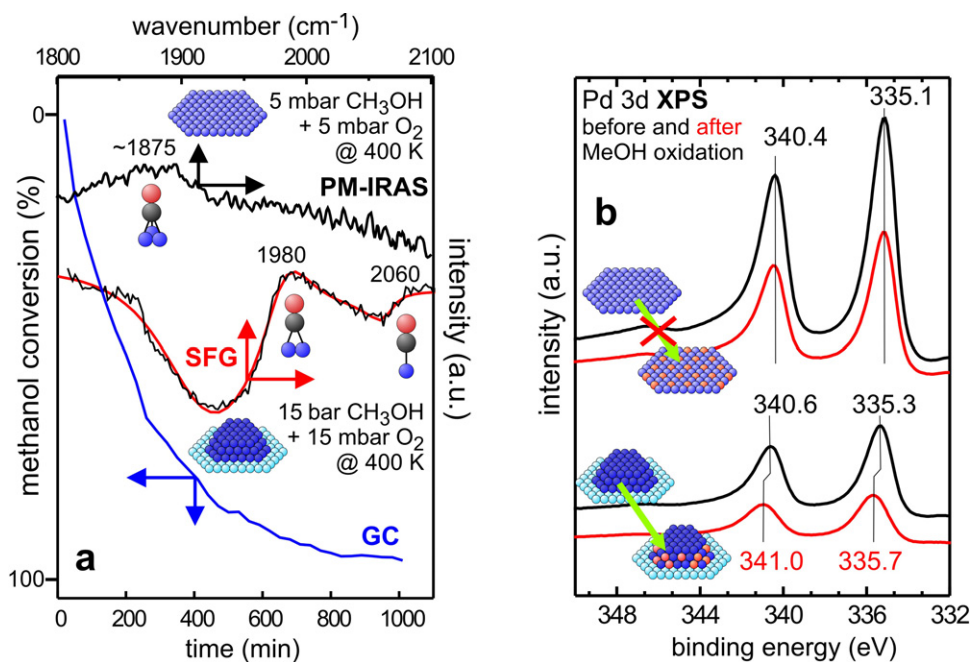 wavenumber (cm⁻¹)
1800 1900 2000 2100
0
5 mbar CH₃OH
+ 5 mbar O₂
@ 400 K
~1875
PM-IRAS
methanol conversion (%)
intensity (a.u.)
1980
2060
SFG
15 bar CH₃OH
+ 15 mbar O₂
@ 400 K
a
GC
100
0 200 400 600 800 1000
time (min)
Pd 3d XPS
before and after
MeOH oxidation
340.4
335.1
b
intensity (a.u.)
340.6
335.3
341.0
335.7
348 344 340 336 332
binding energy (eV)